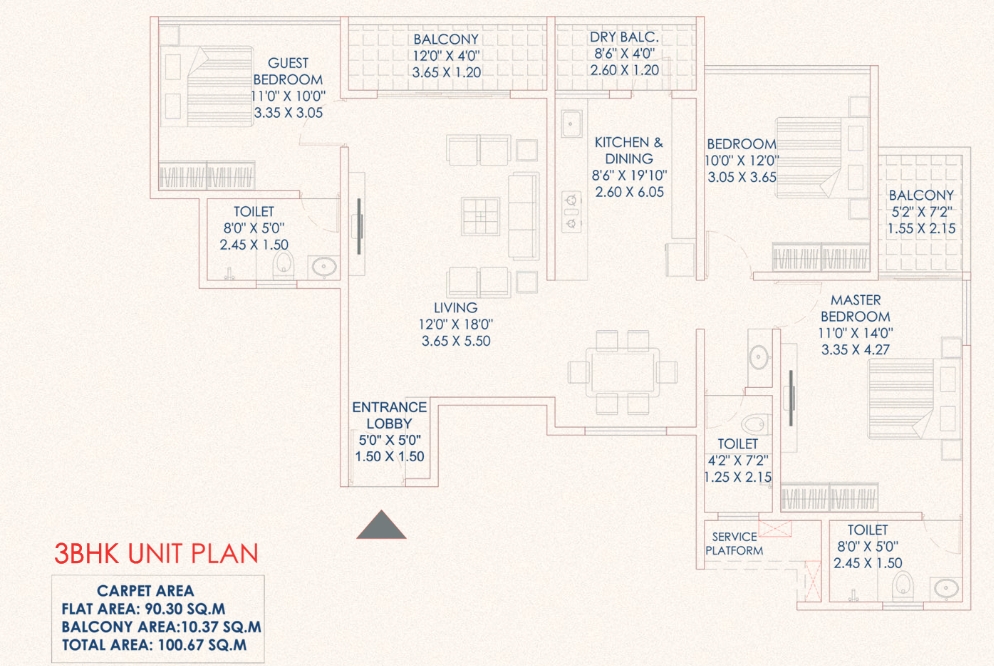 GUEST
BEDROOM
11'0" X 10'0"
3.35 X 3.05
BALCONY
12'0" X 4'0"
3.65 X 1.20
DRY BALC.
8'6" X 4'0"
2.60 X 1.20
KITCHEN &
DINING
8'6" X 19'10"
2.60 X 6.05
BEDROOM
10'0" X 12'0"
3.05 X 3.65
BALCONY
5'2" X 7'2"
1.55 X 2.15
TOILET
8'0" X 5'0"
2.45 X 1.50
LIVING
12'0" X 18'0"
3.65 X 5.50
MASTER
BEDROOM
11'0" X 14'0"
3.35 X 4.27
ENTRANCE
LOBBY
5'0" X 5'0"
1.50 X 1.50
TOILET
4'2" X 7'2"
1.25 X 2.15
SERVICE
PLATFORM
TOILET
8'0" X 5'0"
2.45 X 1.50
3BHK UNIT PLAN
CARPET AREA
FLAT AREA: 90.30 SQ.M
BALCONY AREA:10.37 SQ.M
TOTAL AREA: 100.67 SQ.M